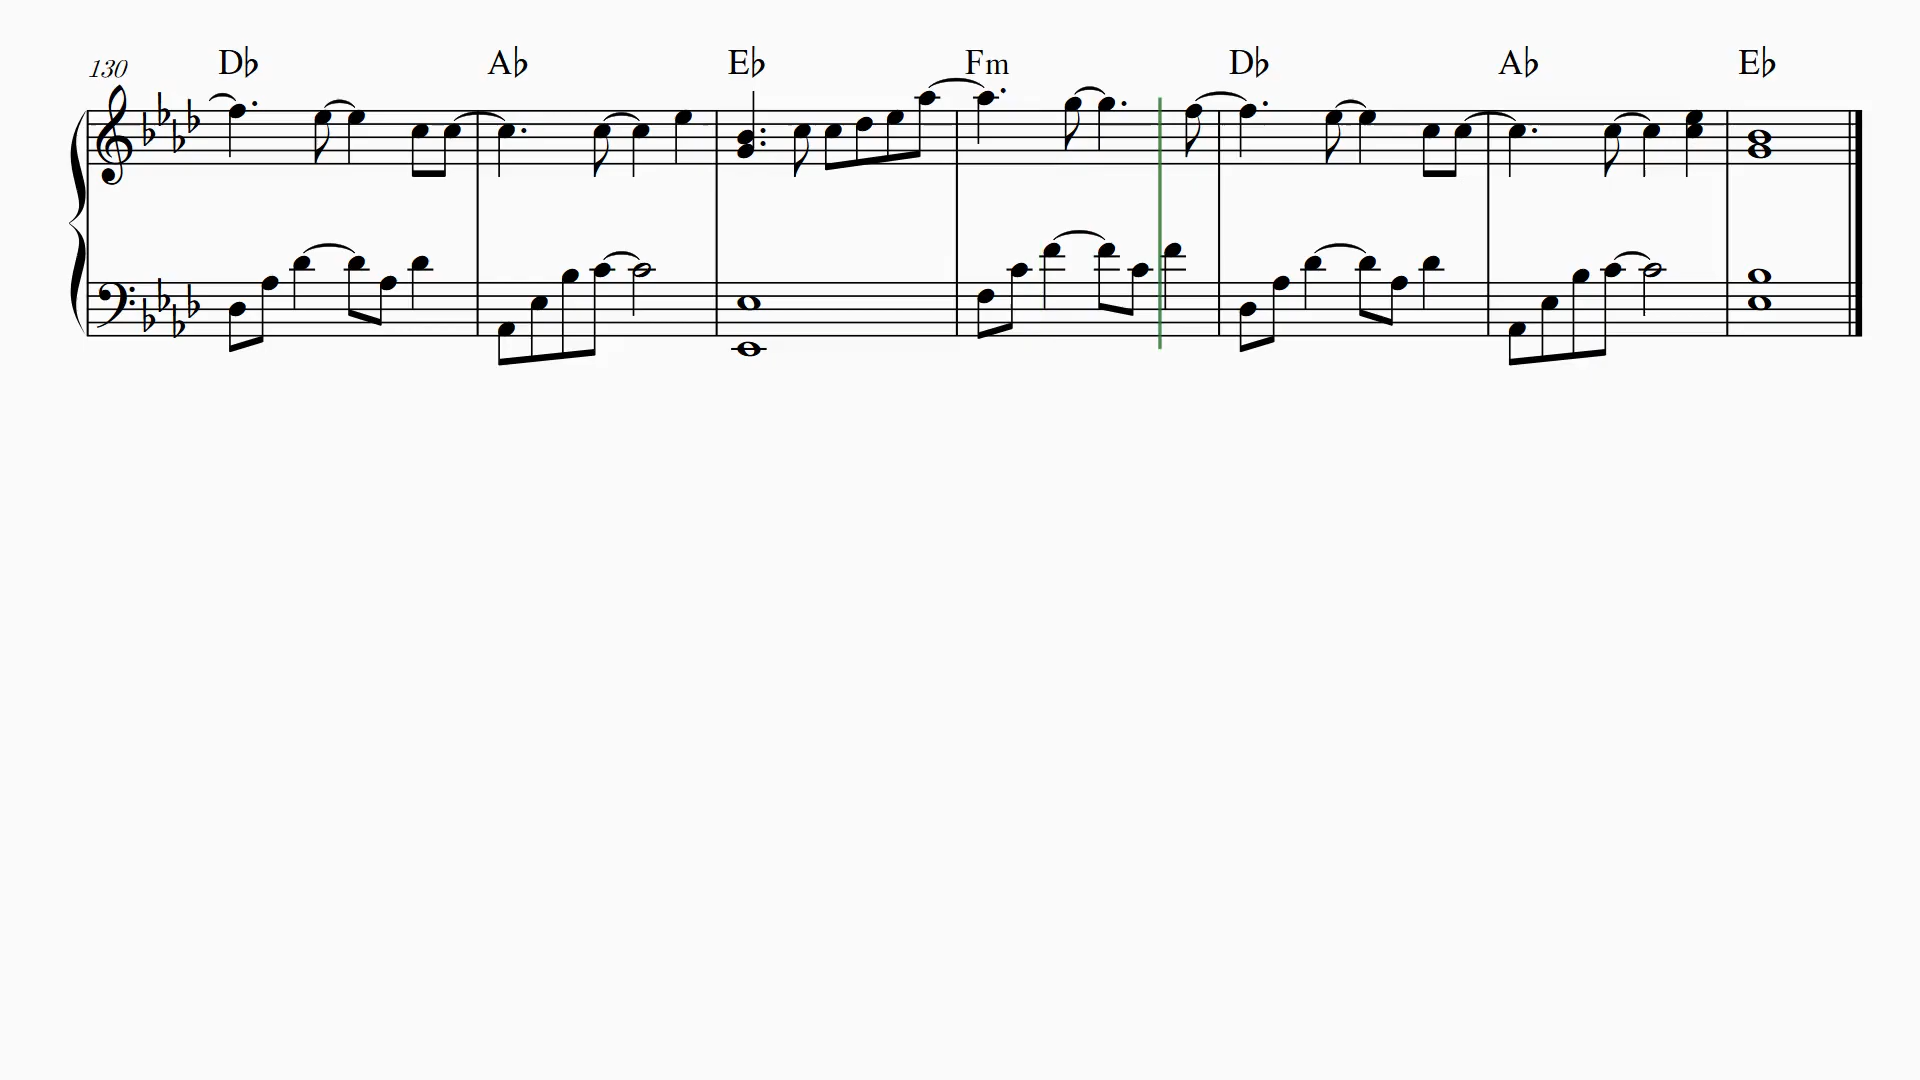 130 D♭ A♭ E♭ Fm D♭ A♭ E♭